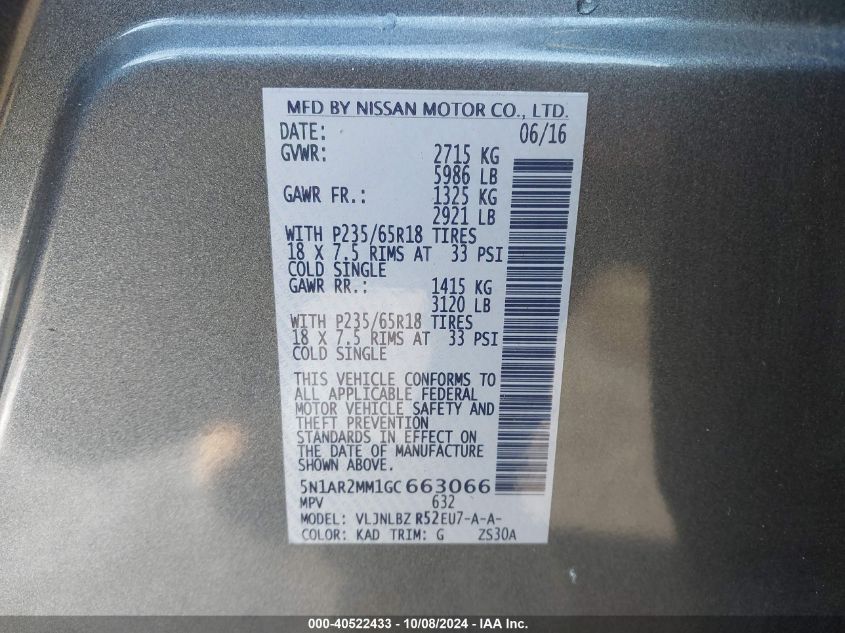 MFD BY NISSAN MOTOR CO., LTD.
DATE: 06/16
GVWR: 2715 KG
5986 LB
GAWR FR.: 1325 KG
2921 LB
WITH P235/65R18 TIRES
18 X 7.5 RIMS AT 33 PSI
COLD SINGLE
GAWR RR.: 1415 KG
3120 LB
WITH P235/65R18 TIRES
18 X 7.5 RIMS AT 33 PSI
COLD SINGLE
THIS VEHICLE CONFORMS TO
ALL APPLICABLE FEDERAL
MOTOR VEHICLE SAFETY AND
THEFT PREVENTION
STANDARDS IN EFFECT ON
THE DATE OF MANUFACTURE
SHOWN ABOVE.
5N1AR2MM1GC663066
MPV 632
MODEL: VLJNLBZ R52EU7-A-A-
COLOR: KAD TRIM: G ZS30A
000-40522433 - 10/08/2024 - IAA Inc.